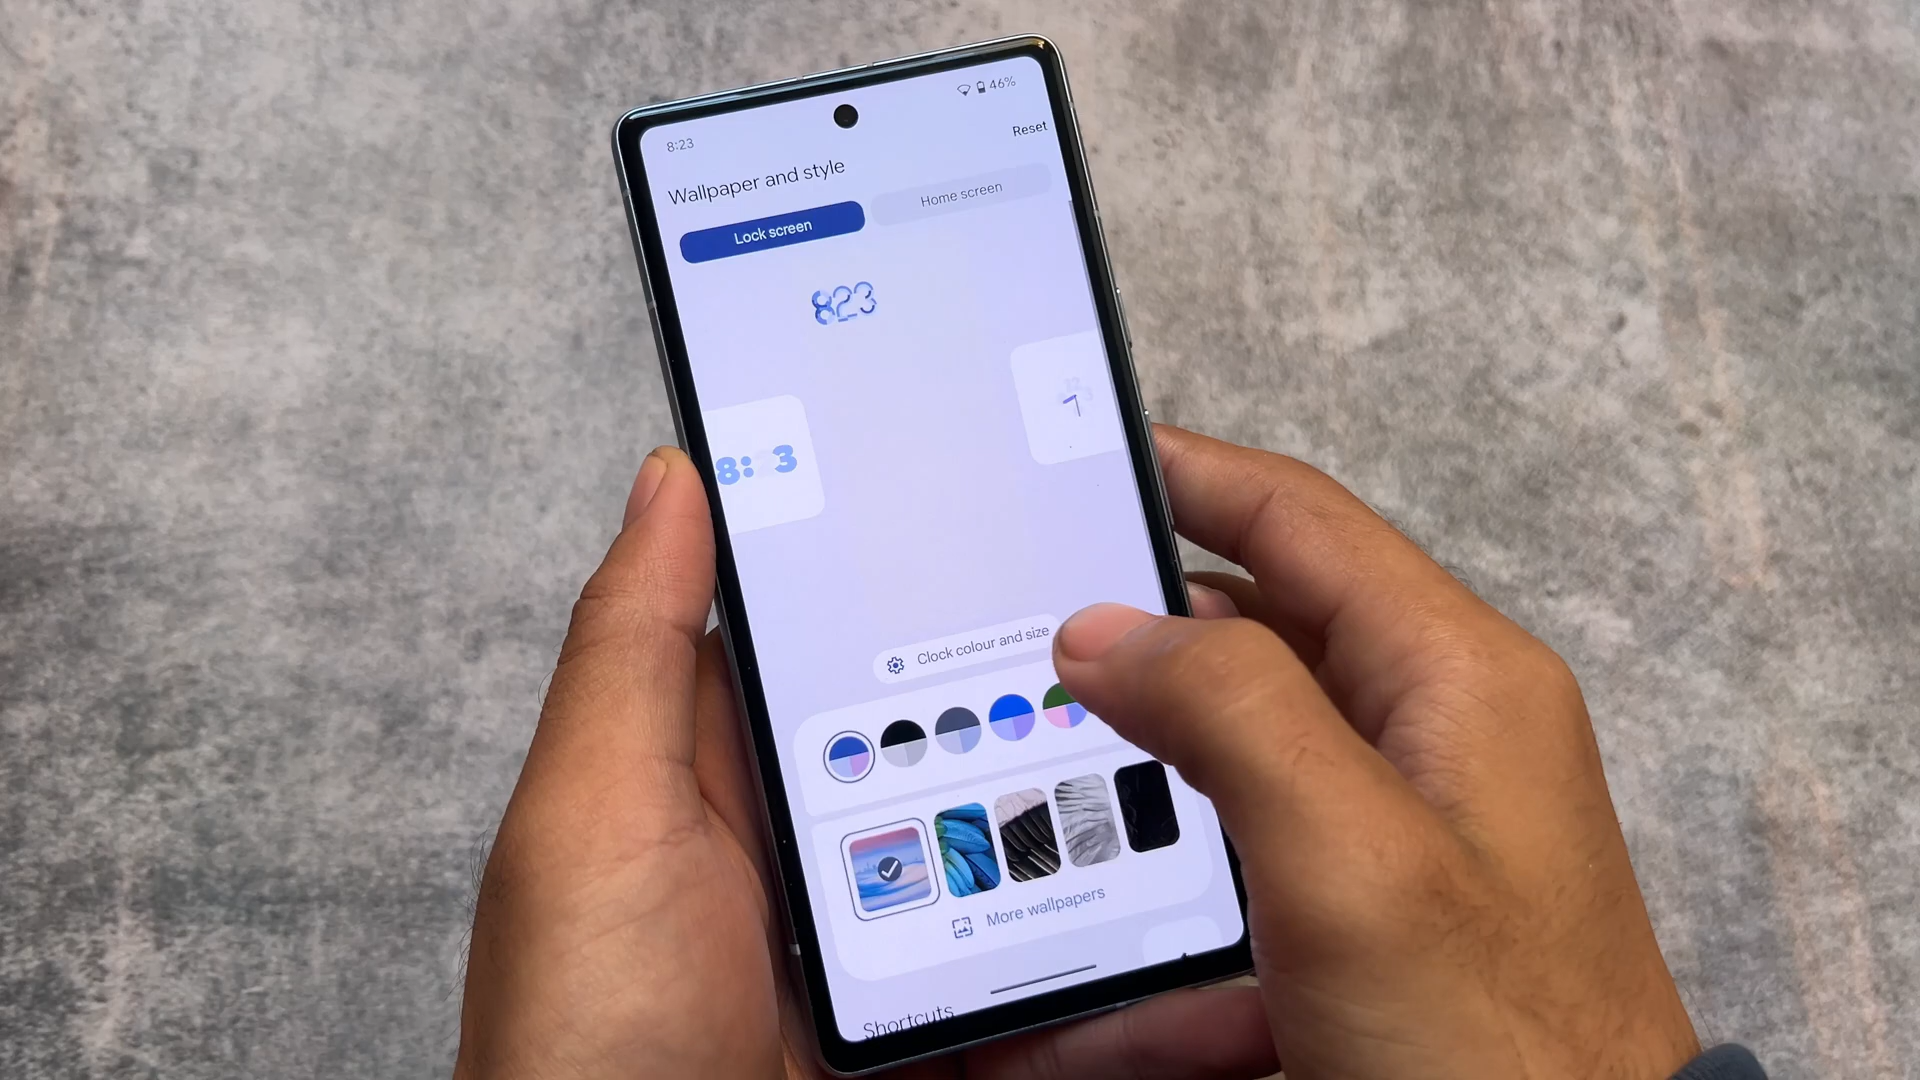 8:23
46%
Reset
Wallpaper and style
Lock screen
Home screen
823
12
8: 3
Clock colour and size
More wallpapers
Shortcuts